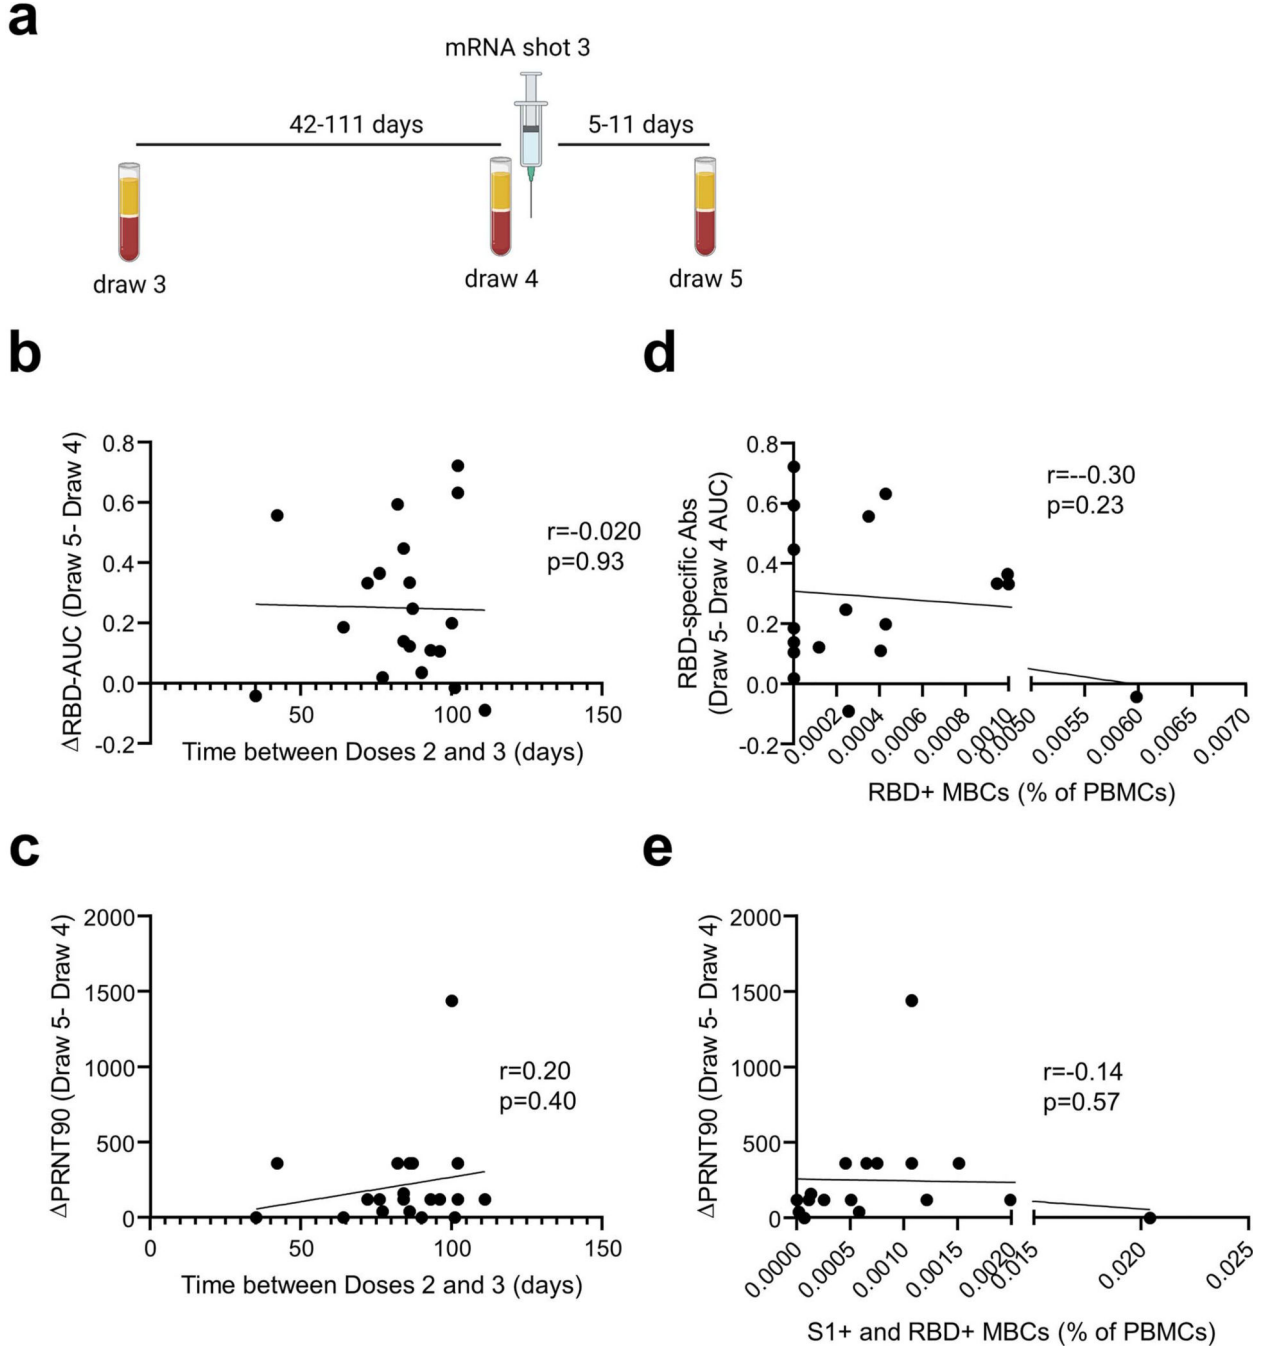 a
mRNA shot 3
42-111 days
5-11 days
draw 3
draw 4
draw 5
b
ΔRBD-AUC (Draw 5- Draw 4)
0.8
0.6
0.4
0.2
0.0
-0.2
50
100
150
Time between Doses 2 and 3 (days)
r=-0.020
p=0.93
d
RBD-specific Abs
(Draw 5- Draw 4 AUC)
0.8
0.6
0.4
0.2
0.0
-0.2
0.0002
0.0004
0.0006
0.0008
0.0010
0.0050
0.0055
0.0060
0.0065
0.0070
RBD+ MBCs (% of PBMCs)
r=--0.30
p=0.23
c
ΔPRNT90 (Draw 5- Draw 4)
2000
1500
1000
500
0
0
50
100
150
Time between Doses 2 and 3 (days)
r=0.20
p=0.40
e
ΔPRNT90 (Draw 5- Draw 4)
2000
1500
1000
500
0
0.0000
0.0005
0.0010
0.0015
0.0020
0.015
0.020
0.025
S1+ and RBD+ MBCs (% of PBMCs)
r=-0.14
p=0.57